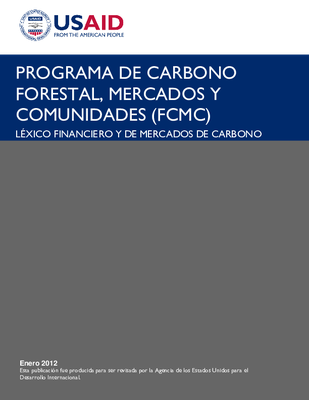 USAID
FROM THE AMERICAN PEOPLE
PROGRAMA DE CARBONO
FORESTAL, MERCADOS Y
COMUNIDADES (FCMC)
LÉXICO FINANCIERO Y DE MERCADOS DE CARBONO
Enero 2012
Esta publicación fue producida para ser revisada por la Agencia de los Estados Unidos para el
Desarrollo Internacional.